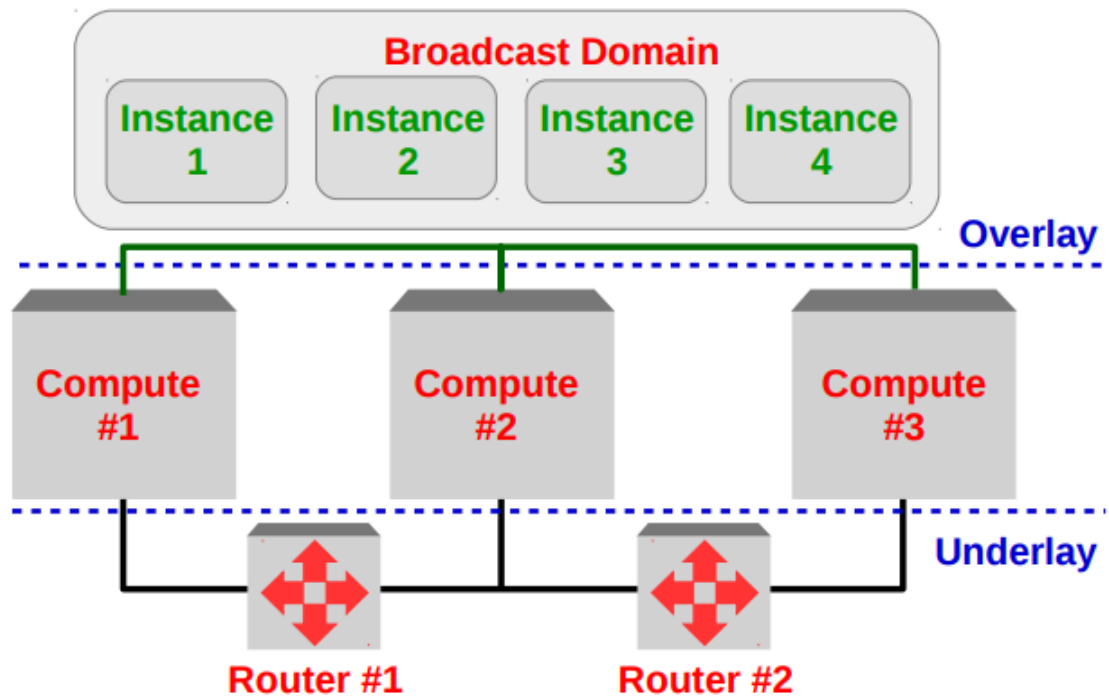 Broadcast Domain
Instance
1
Instance
2
Instance
3
Instance
4
Overlay
Compute
#1
Compute
#2
Compute
#3
Underlay
Router #1
Router #2